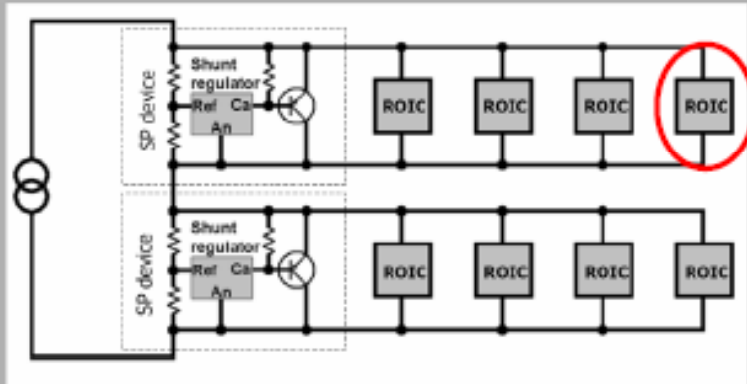 SP device
Shunt
regulator
Ref Ca
An
ROIC ROIC ROIC ROIC
SP device
Shunt
regulator
Ref Ca
An
ROIC ROIC ROIC ROIC